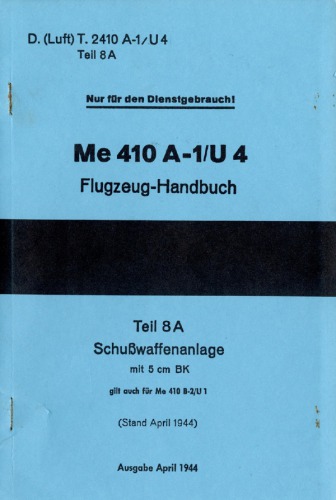 D. (Luft) T. 2410 A-1/U 4
Teil 8A
Nur für den Dienstgebrauch!
Me 410 A-1/U 4
Flugzeug-Handbuch
Teil 8A
Schußwaffenanlage
mit 5 cm BK
gilt auch für Me 410 B-2/U 1
(Stand April 1944)
Ausgabe April 1944